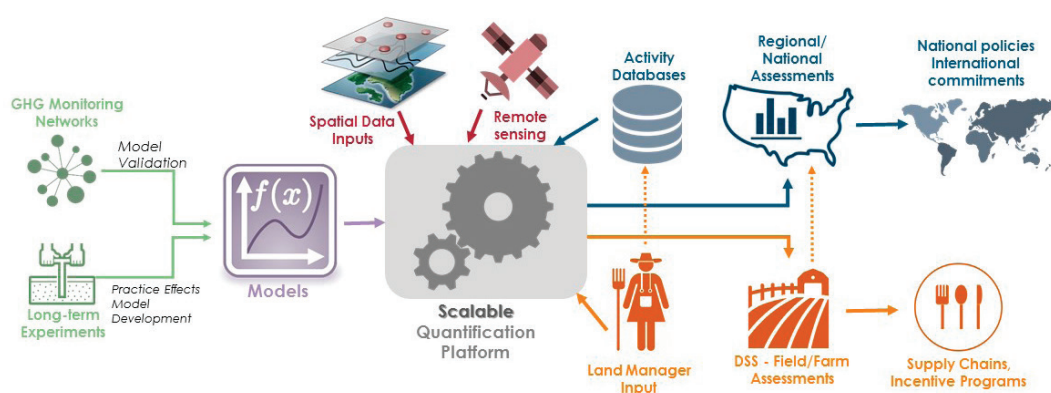 GHG Monitoring
Networks
Model
Validation
Long-term
Experiments
Practice Effects
Model
Development
f(x)
Models
Spatial Data
Inputs
Remote
sensing
Scalable
Quantification
Platform
Activity
Databases
Land Manager
Input
Regional/
National
Assessments
DSS - Field/Farm
Assessments
National policies
International
commitments
Supply Chains,
Incentive Programs